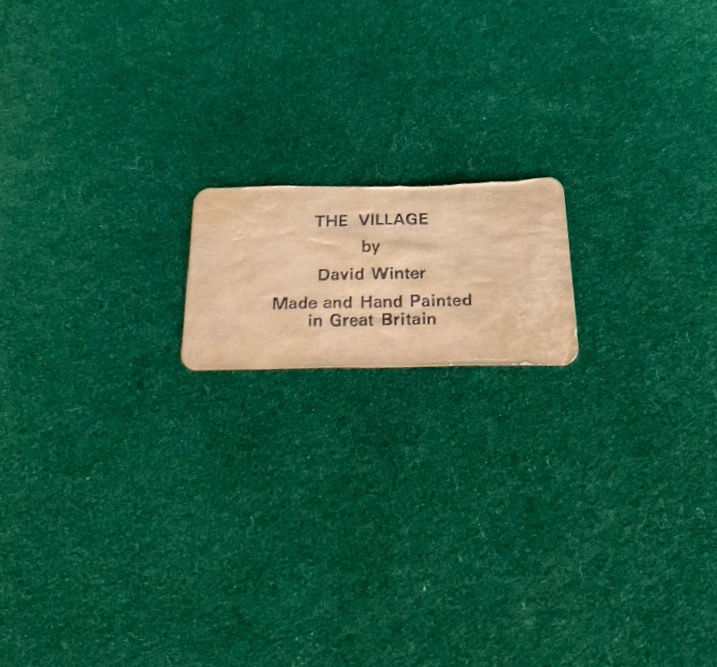 THE VILLAGE
by
David Winter
Made and Hand Painted
in Great Britain